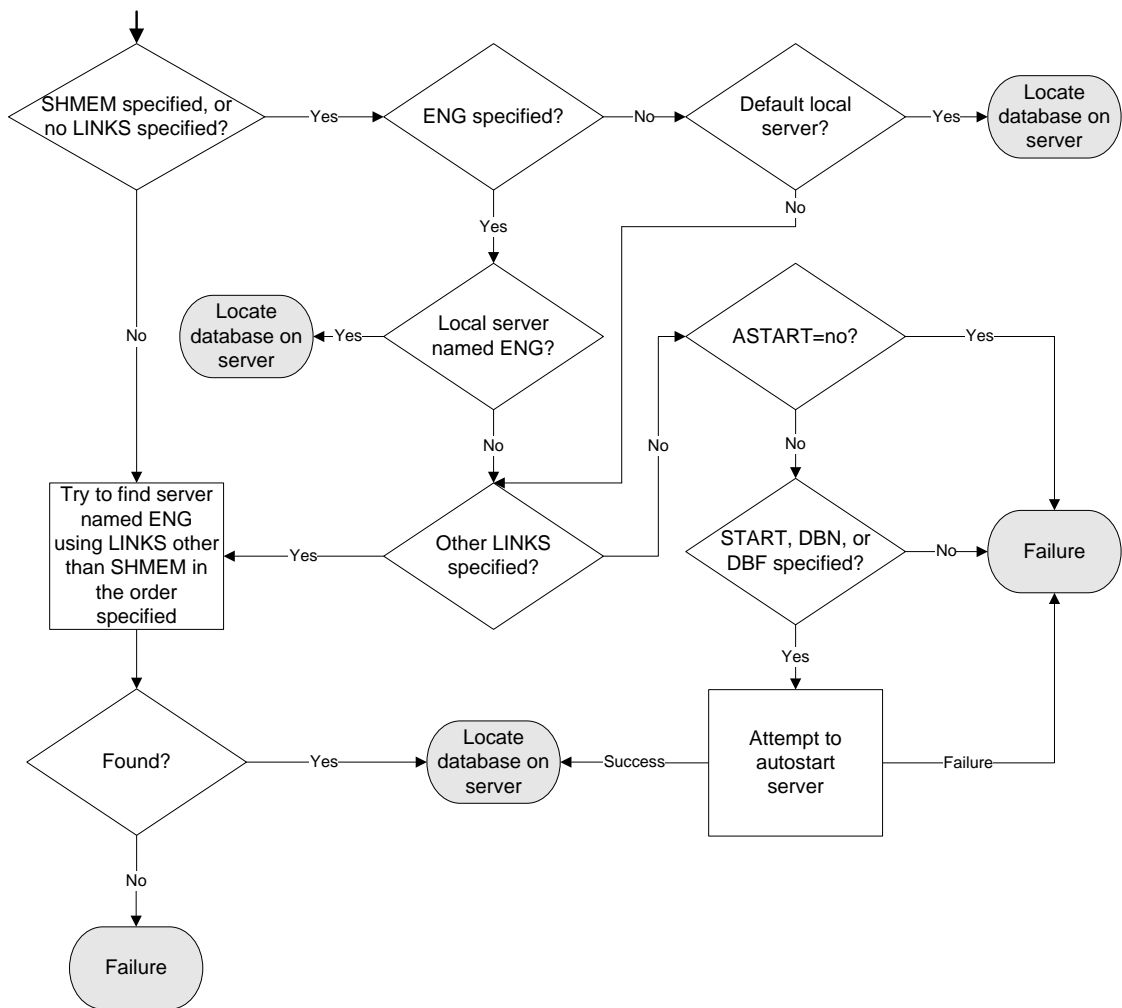 SHMEM specified, or
no LINKS specified?
Yes
ENG specified?
No
Default local
server?
Yes
Locate
database on
server
No
Yes
No
Locate
database on
server
Yes
Local server
named ENG?
ASTART=no?
Yes
No
No
No
Try to find server
named ENG
using LINKS other
than SHMEM in
the order
specified
Yes
Other LINKS
specified?
START, DBN, or
DBF specified?
No
Failure
Yes
Found?
Yes
Locate
database on
server
Success
Attempt to
autostart
server
Failure
No
Failure